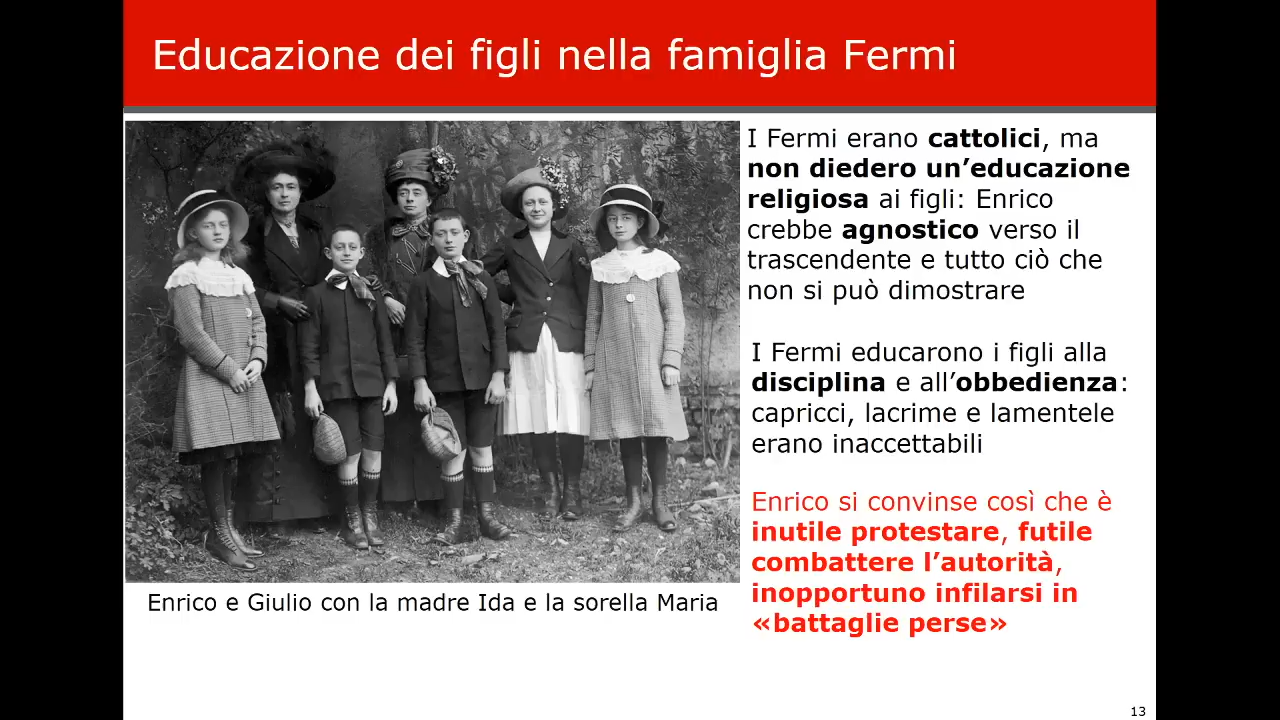 Educazione dei figli nella famiglia Fermi
I Fermi erano cattolici, ma
non diedero un’educazione
religiosa ai figli: Enrico
crebbe agnostico verso il
trascendente e tutto ciò che
non si può dimostrare
I Fermi educarono i figli alla
disciplina e all’obbedienza:
capricci, lacrime e lamentele
erano inaccettabili
Enrico si convinse così che è
inutile protestare, futile
combattere l’autorità,
inopportuno infilarsi in
«battaglie perse»
Enrico e Giulio con la madre Ida e la sorella Maria
13